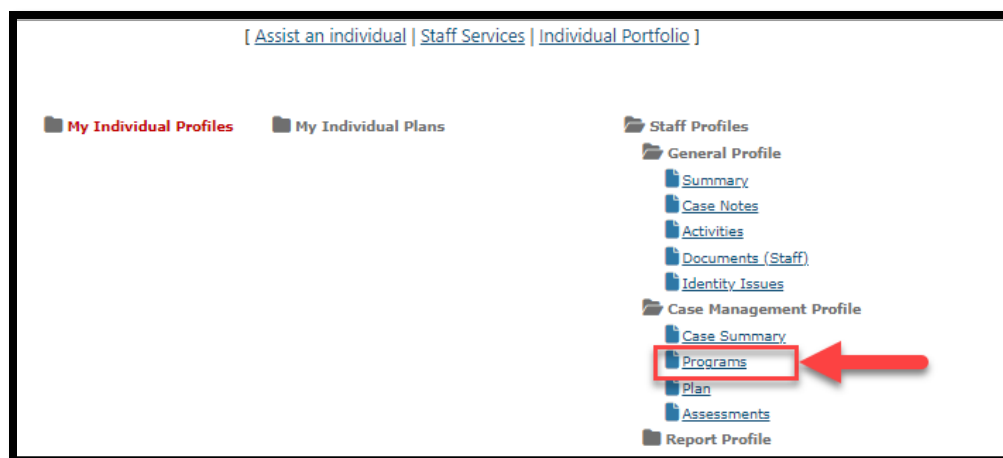 [ Assist an individual | Staff Services | Individual Portfolio ]
My Individual Profiles
My Individual Plans
Staff Profiles
General Profile
Summary
Case Notes
Activities
Documents (Staff)
Identity Issues
Case Management Profile
Case Summary
Programs
Plan
Assessments
Report Profile